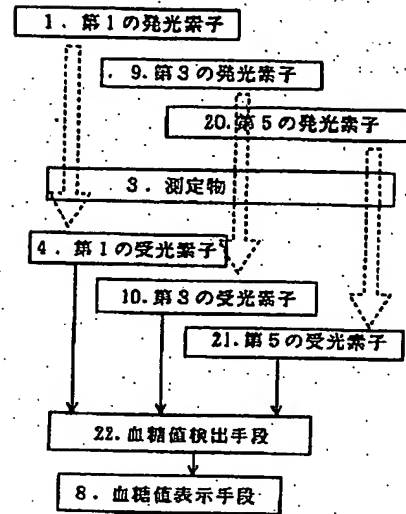 1．第1の発光素子
9．第3の発光素子
20．第5の発光素子
3．測定物
4．第1の受光素子
10．第3の受光素子
21．第5の受光素子
22．血糖値検出手段
8．血糖値表示手段